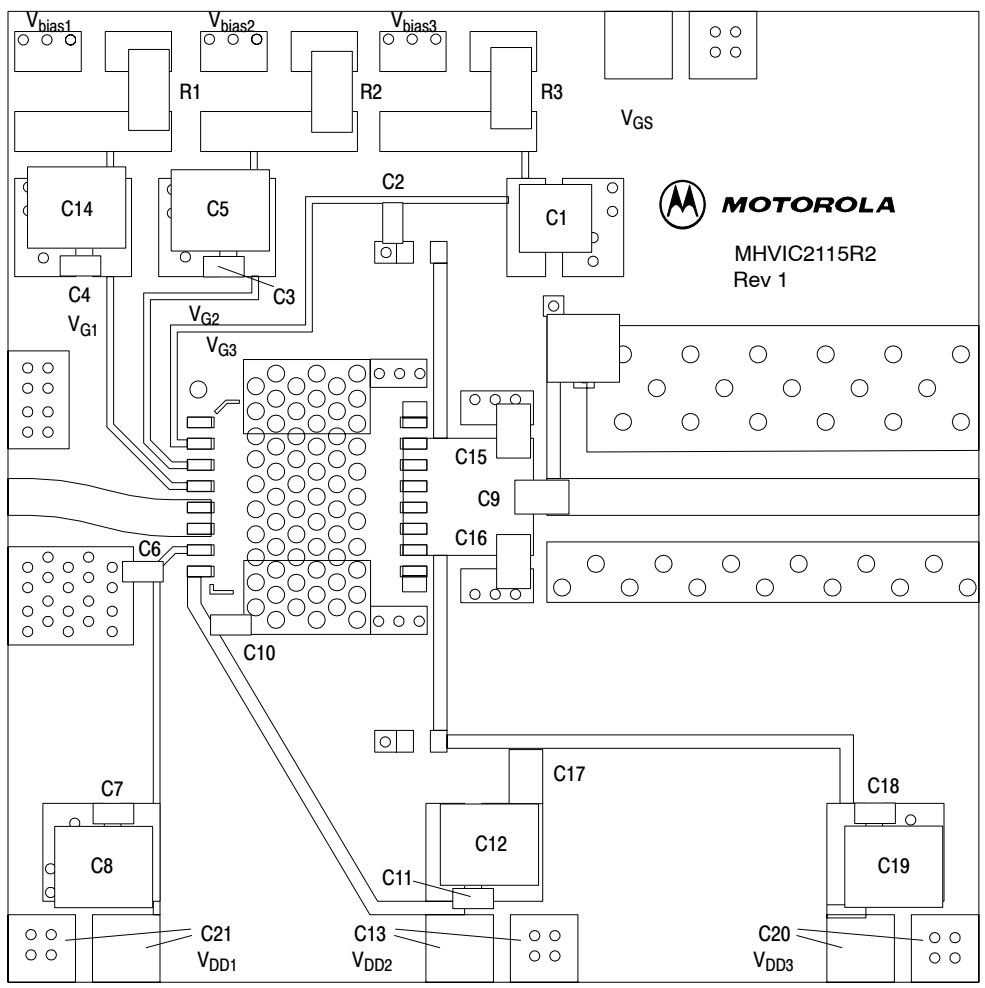 Vbias1
Vbias2
Vbias3
R1
R2
R3
VGS
C14
C5
C2
C1
MOTOROLA
MHVIC2115R2
Rev 1
C4
C3
VG1
VG2
VG3
C15
C9
C16
C6
C10
C17
C7
C18
C8
C12
C19
C11
C21
C13
C20
VDD1
VDD2
VDD3